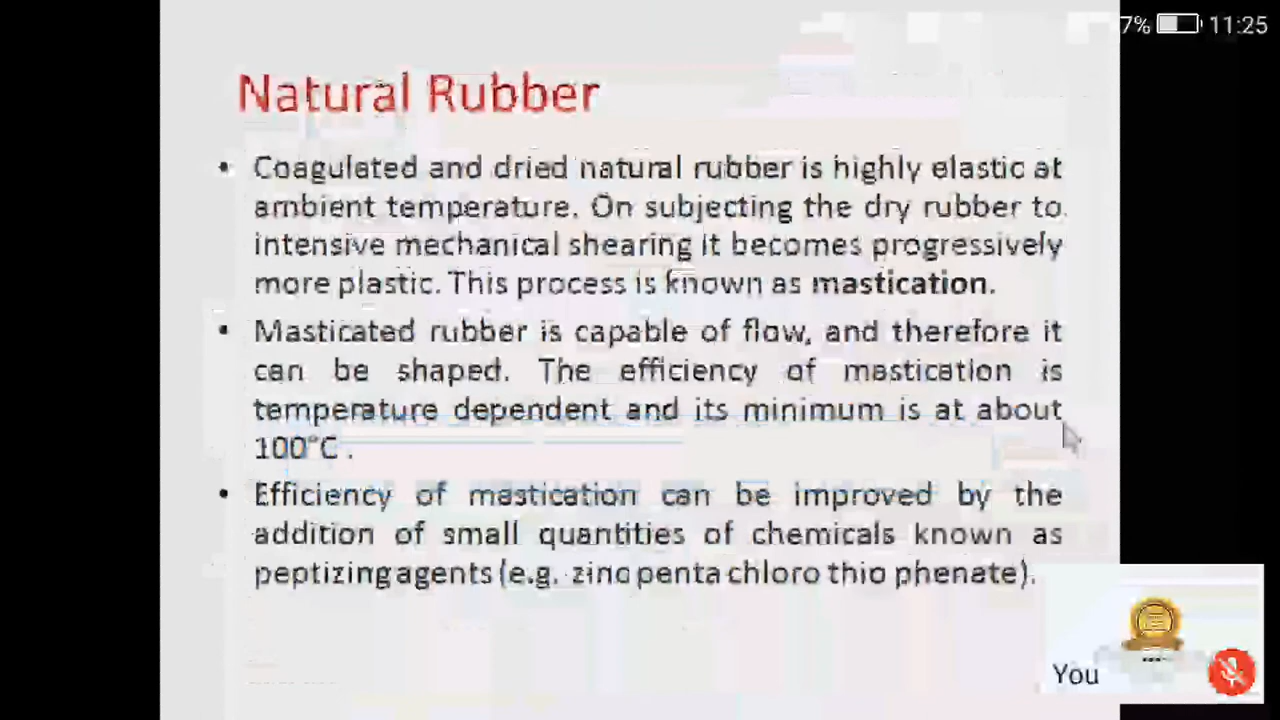 7% 11:25
Natural Rubber
• Coagulated and dried natural rubber is highly elastic at
ambient temperature. On subjecting the dry rubber to
intensive mechanical shearing it becomes progressively
more plastic. This process is known as mastication.
• Masticated rubber is capable of flow, and therefore it
can be shaped. The efficiency of mastication is
temperature dependent and its minimum is at about
100°C .
• Efficiency of mastication can be improved by the
addition of small quantities of chemicals known as
peptizing agents (e.g. zinc penta chloro thio phenate).
You